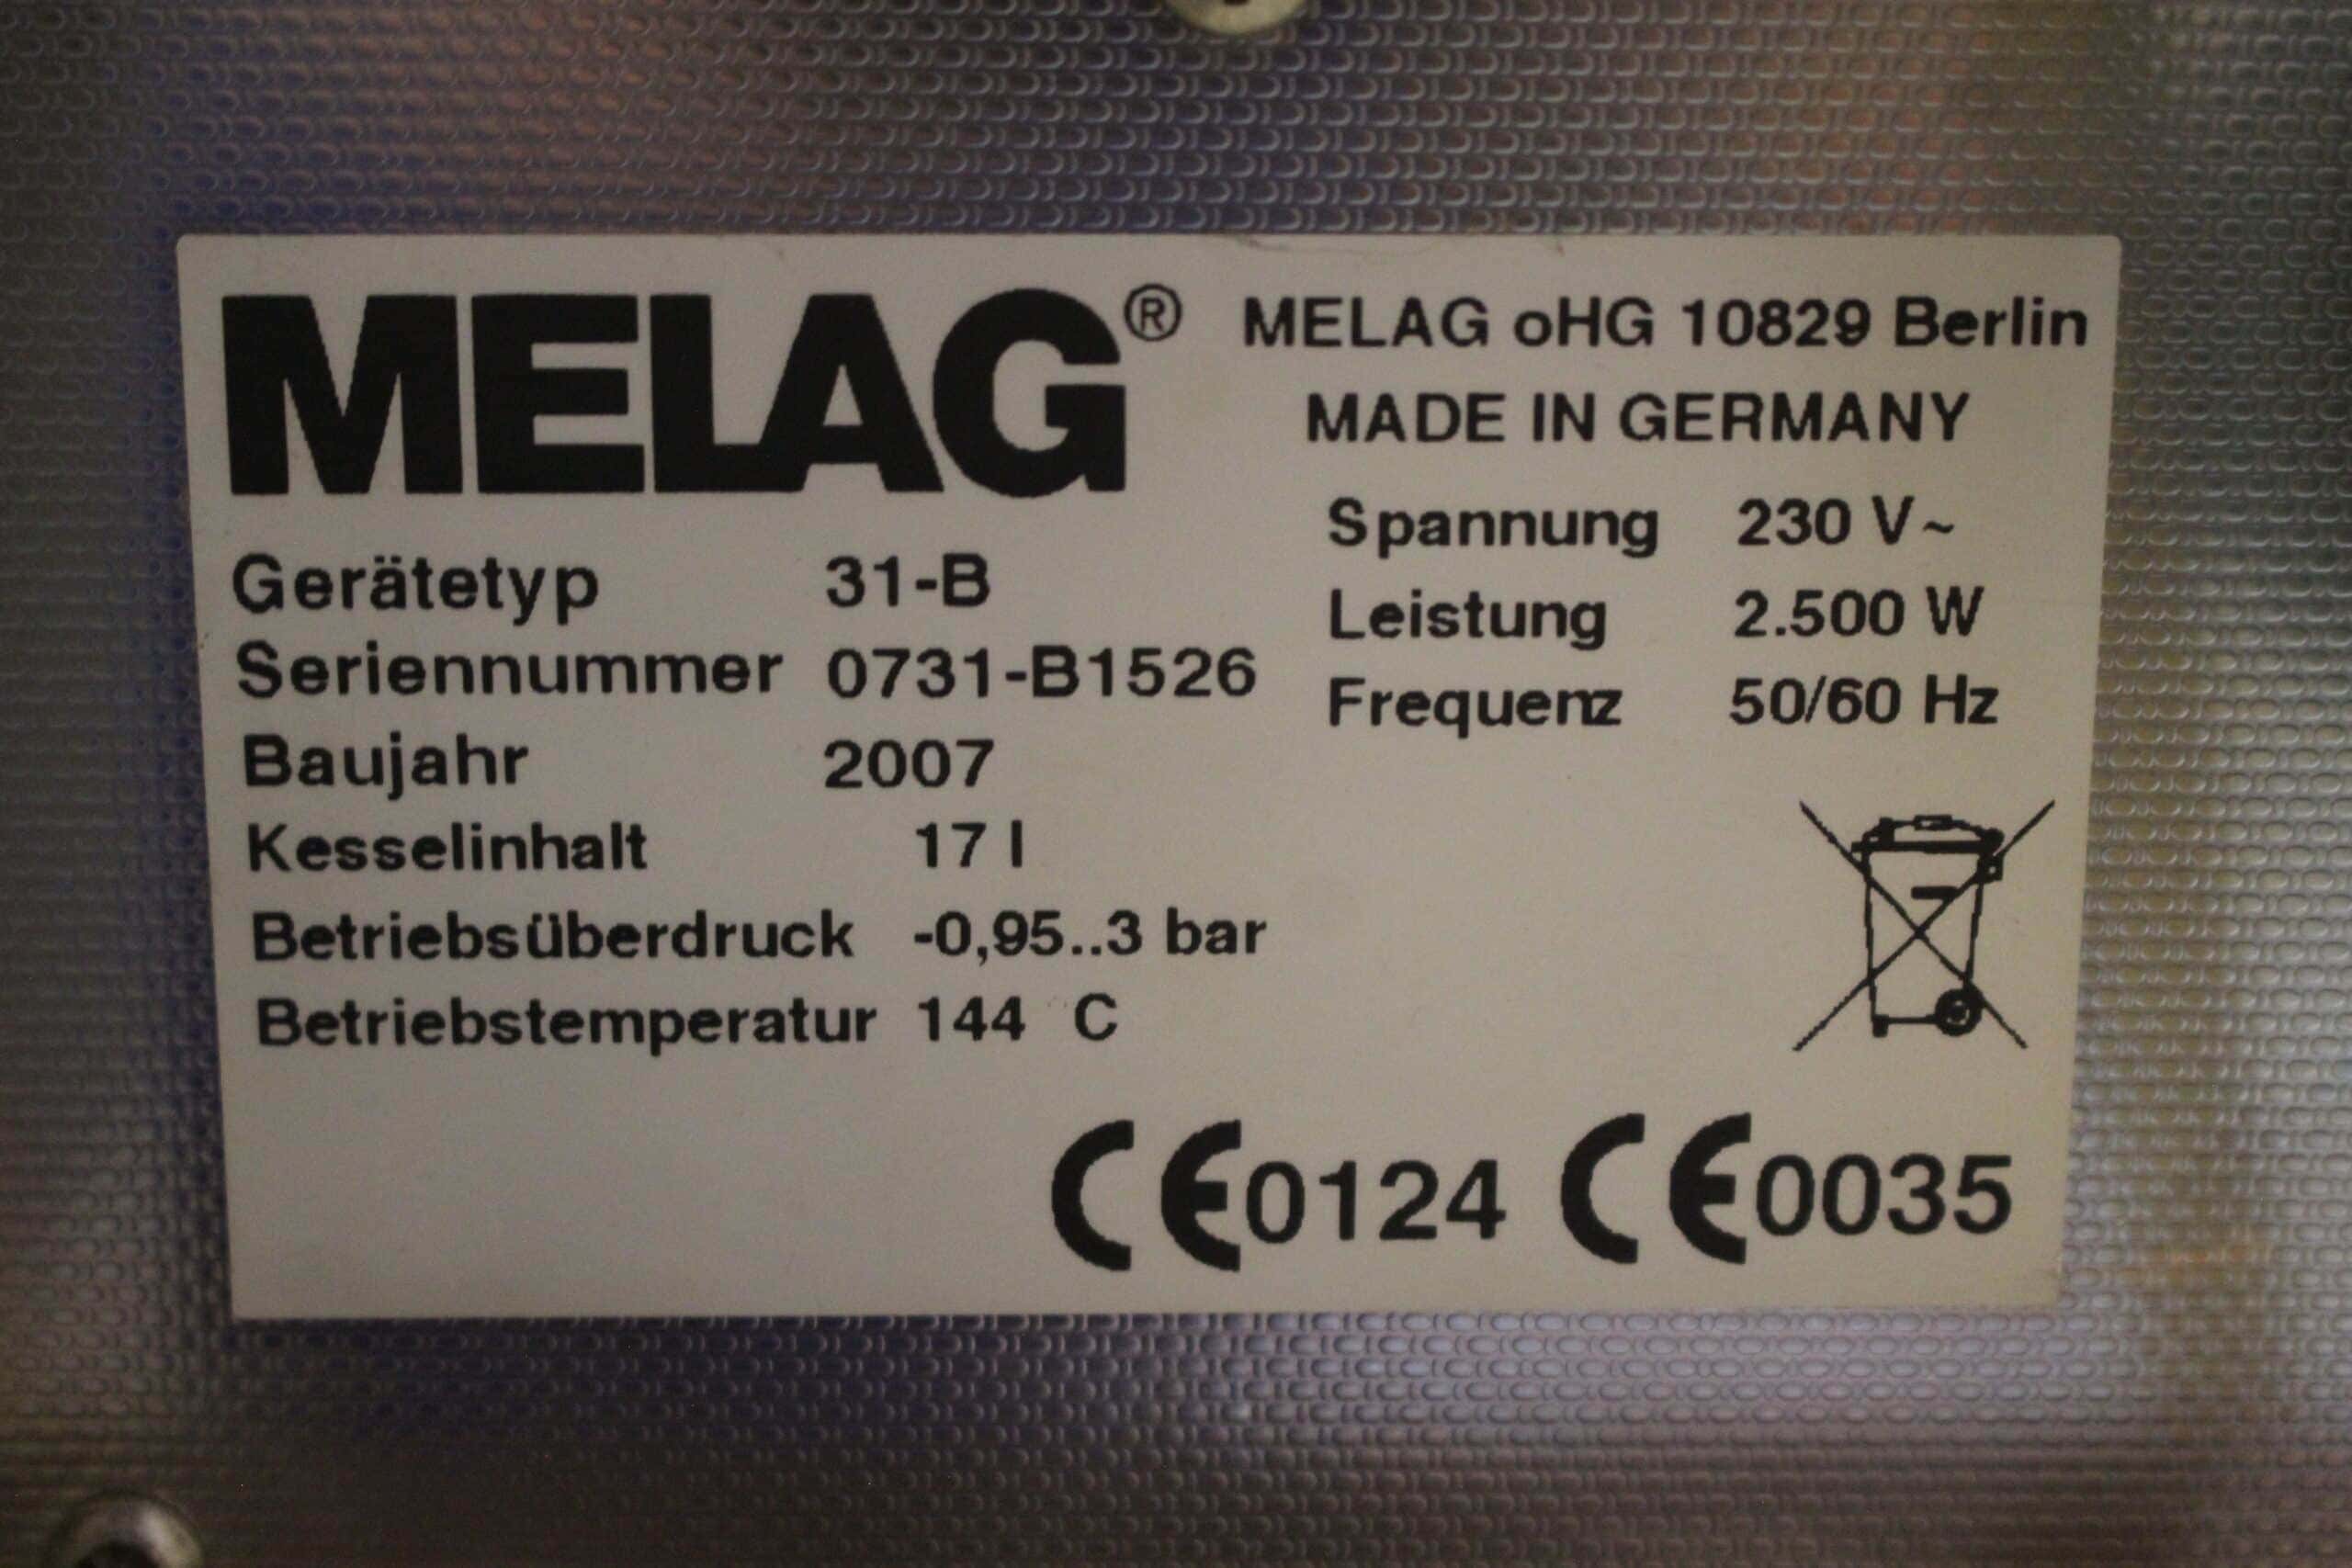 MELAG® MELAG oHG 10829 Berlin
MADE IN GERMANY
Gerätetyp 31-B
Seriennummer 0731-B1526
Baujahr 2007
Kesselinhalt 17 l
Betriebsüberdruck -0,95..3 bar
Betriebstemperatur 144 C
Spannung 230 V~
Leistung 2.500 W
Frequenz 50/60 Hz
CE0124 CE0035